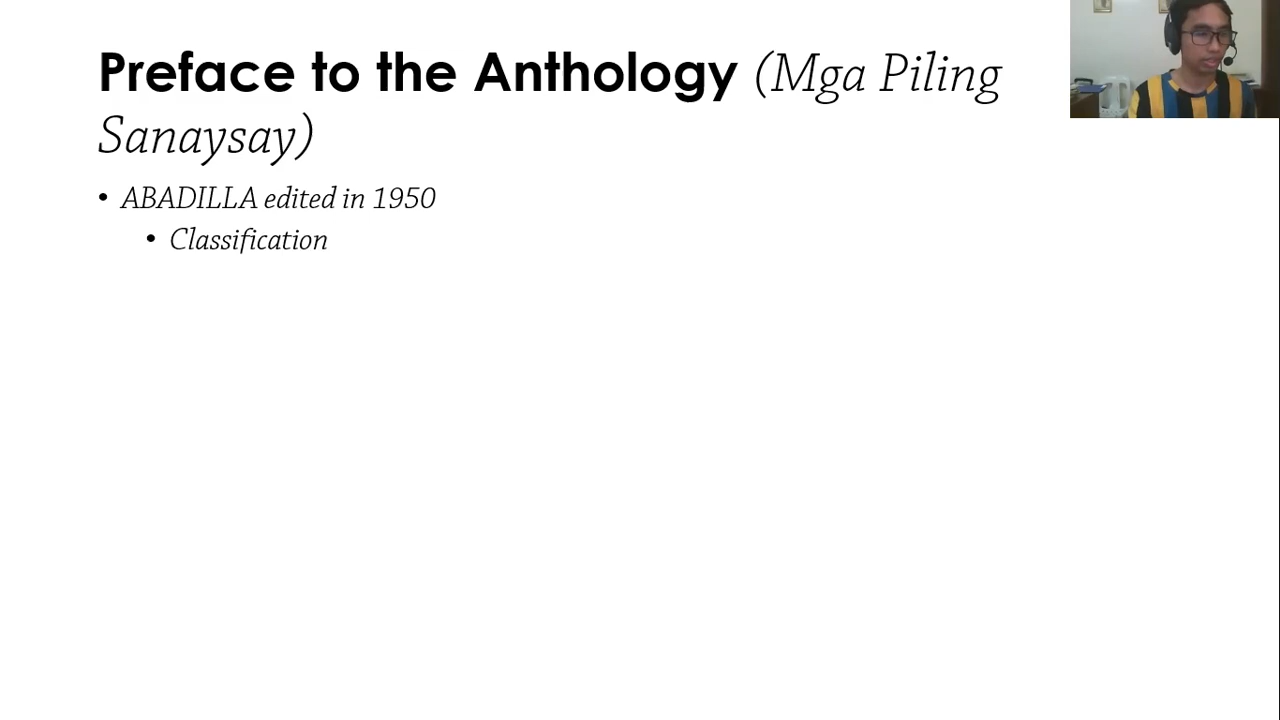 Preface to the Anthology (Mga Piling
Sanaysay)
• ABADILLA edited in 1950
• Classification